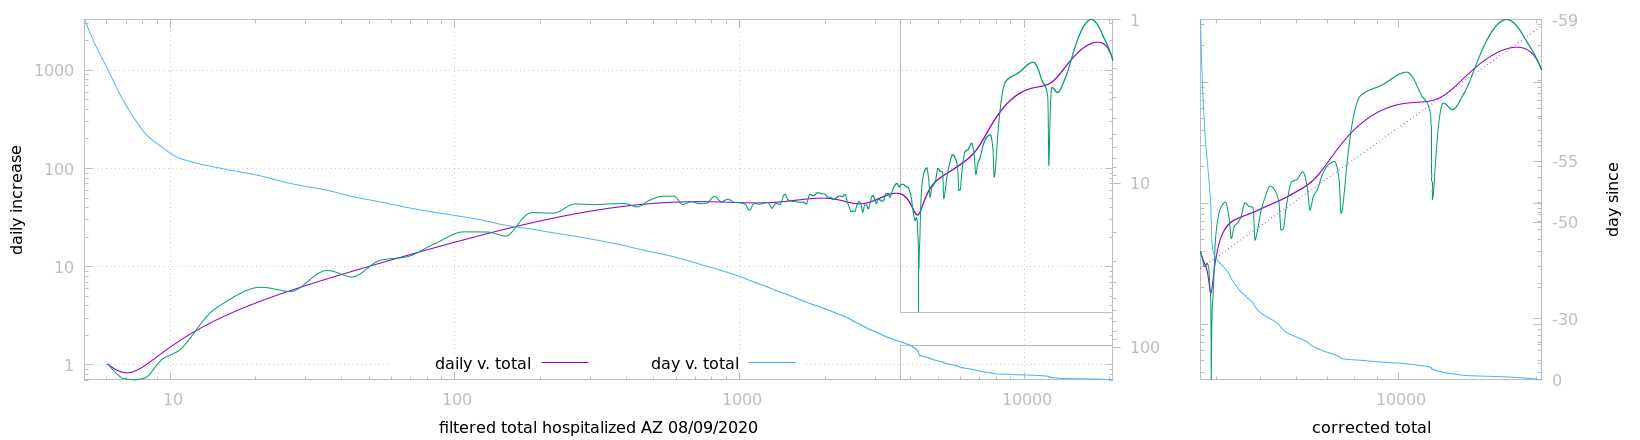 daily increase
1000
100
10
1
daily v. total
day v. total
10
100
1000
10000
filtered total hospitalized AZ 08/09/2020
1
10
100
10000
corrected total
-59
-55
-50
-30
0
day since